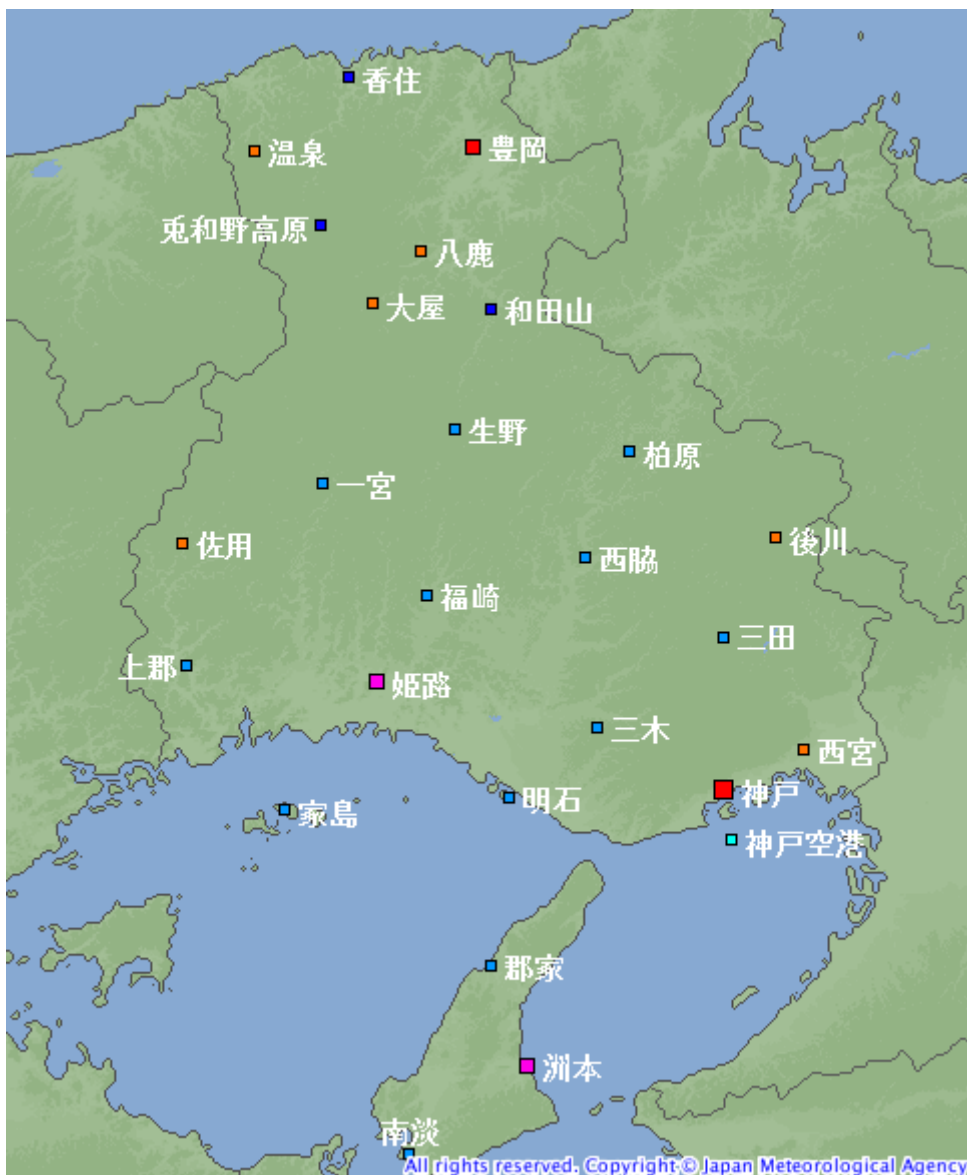 香住
温泉
豊岡
兎和野高原
八鹿
大屋
和田山
生野
柏原
一宮
佐用
後川
西脇
福崎
三田
上郡
姫路
三木
西宮
神戸
明石
家島
神戸空港
郡家
洲本
南淡
All rights reserved. Copyright © Japan Meteorological Agency